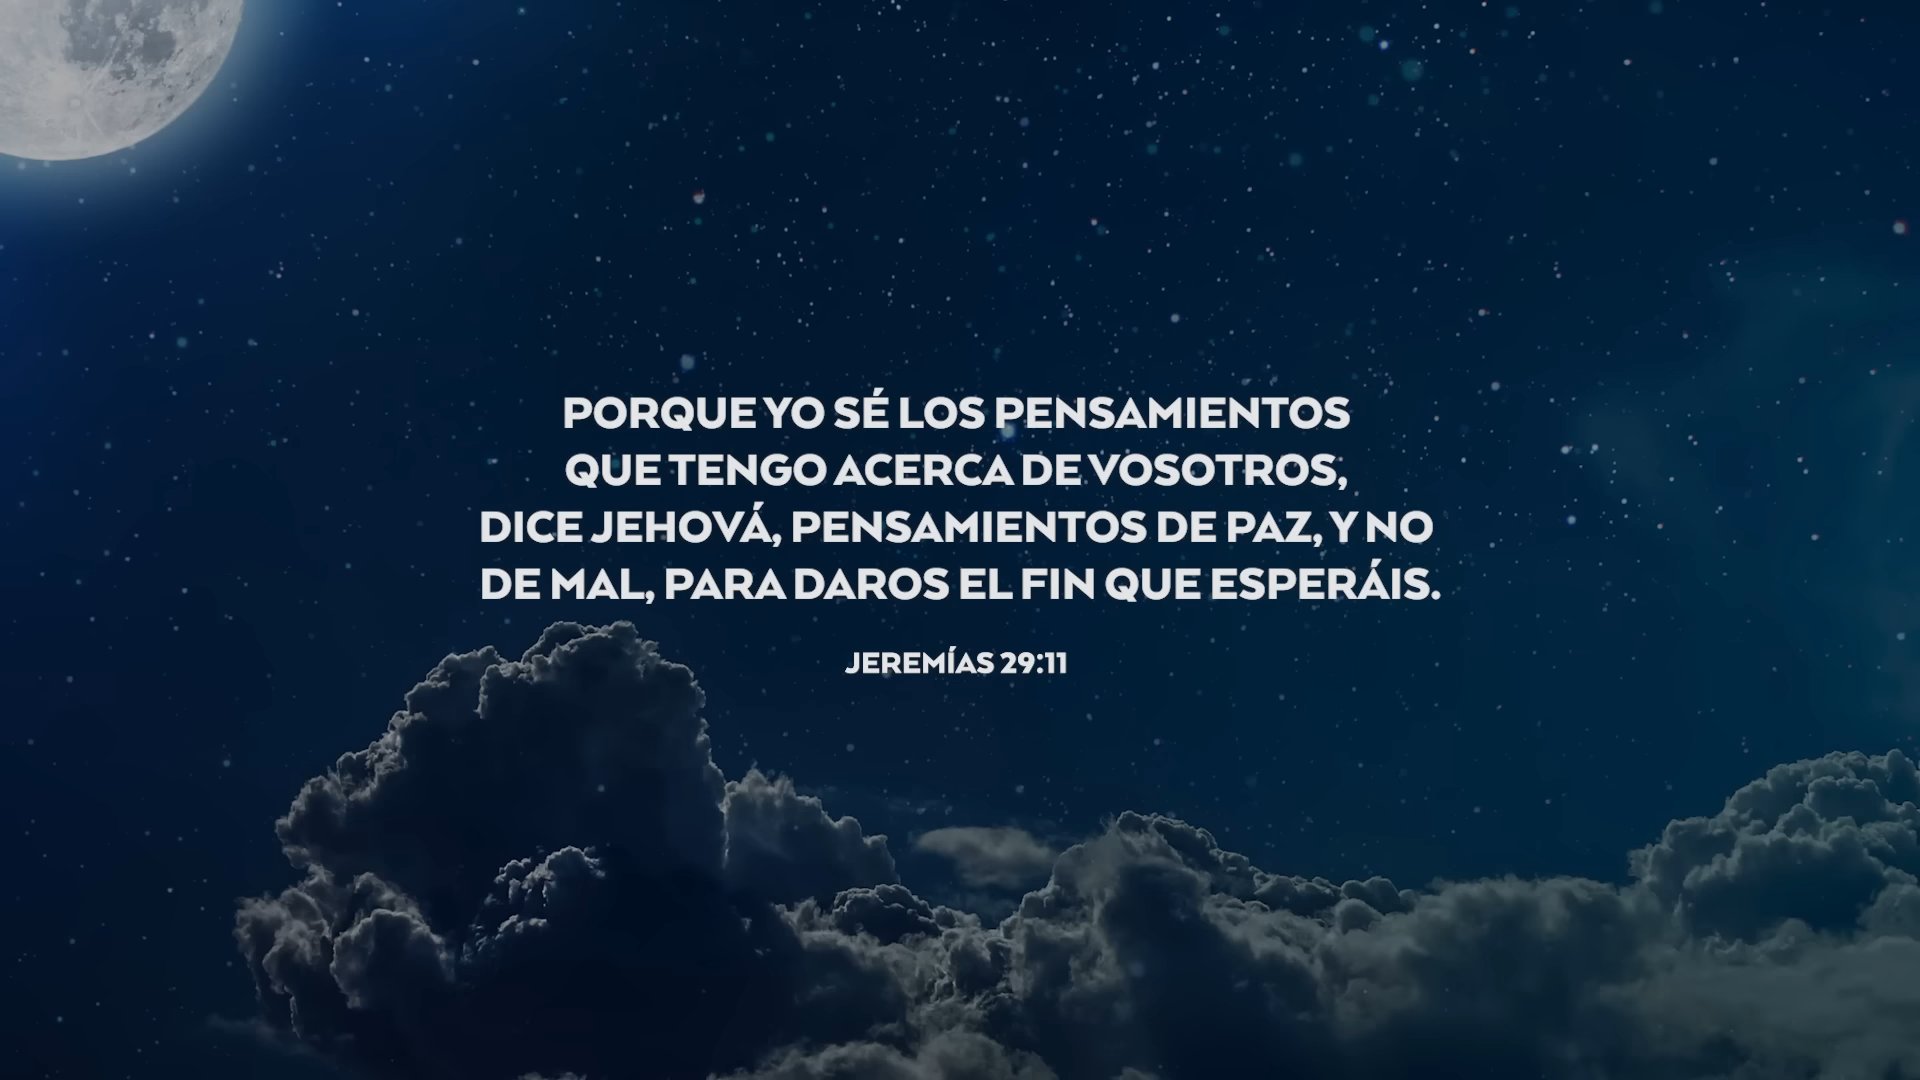 PORQUE YO SÉ LOS PENSAMIENTOS
QUE TENGO ACERCA DE VOSOTROS,
DICE JEHOVÁ, PENSAMIENTOS DE PAZ, Y NO
DE MAL, PARA DAROS EL FIN QUE ESPERÁIS.
JEREMÍAS 29:11